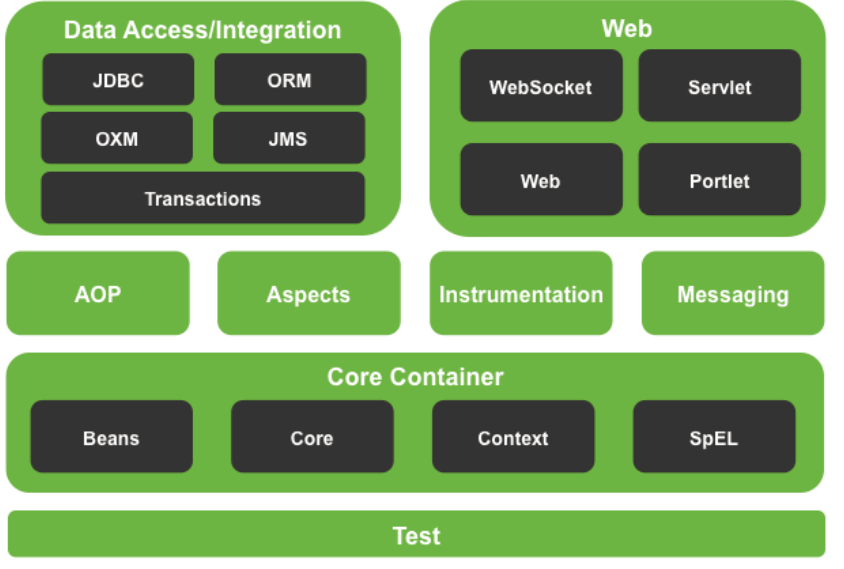 Data Access/Integration
JDBC
ORM
OXM
JMS
Transactions
Web
WebSocket
Servlet
Web
Portlet
AOP
Aspects
Instrumentation
Messaging
Core Container
Beans
Core
Context
SpEL
Test